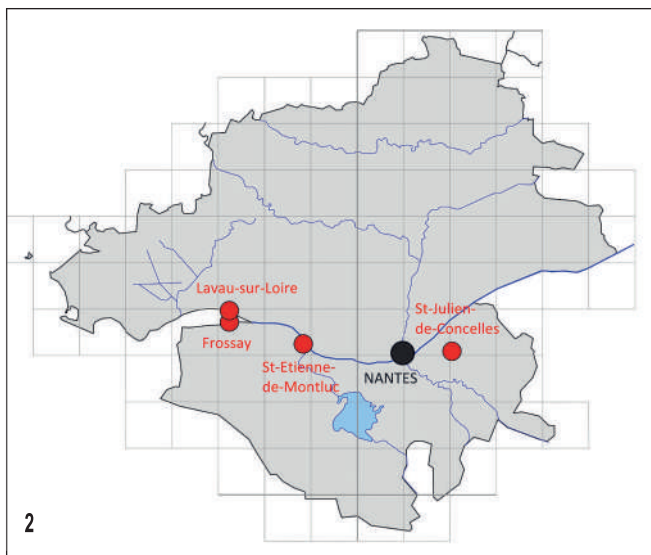 Lavau-sur-Loire
Frossay
St-Etienne-
de-Montluc
NANTES
St-Julien-
de-Concelles
2